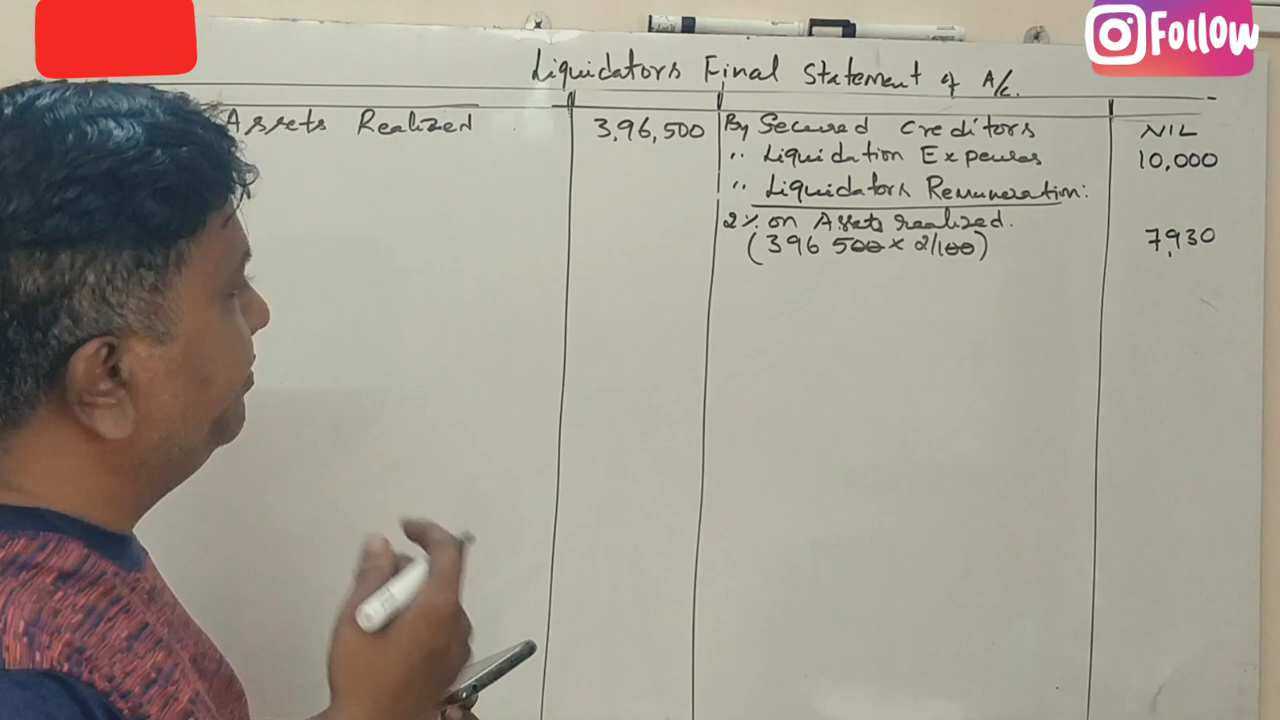 Follow
Liquidators Final Statement of A/c.
Assets Realized 3,96,500 By Secured Creditors NIL
'' Liquidation Expenses 10,000
'' Liquidators Remuneration:
2% on Assets realized.
(396 500 × 2/100) 7,930